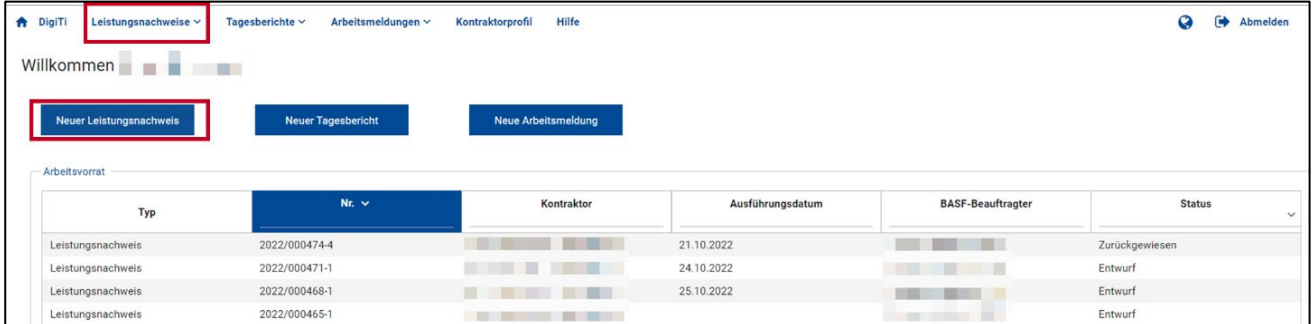 DigiTi Leistungsnachweise Tagesberichte Arbeitsmeldungen Kontraktorprofil Hilfe Abmelden
Willkommen
Neuer Leistungsnachweis Neuer Tagesbericht Neue Arbeitsmeldung
Arbeitsvorrat
Typ Nr. Kontraktor Ausführungsdatum BASF-Beauftragter Status
Leistungsnachweis 2022/000474-4 21.10.2022 Zurückgewiesen
Leistungsnachweis 2022/000471-1 24.10.2022 Entwurf
Leistungsnachweis 2022/000468-1 25.10.2022 Entwurf
Leistungsnachweis 2022/000465-1 Entwurf